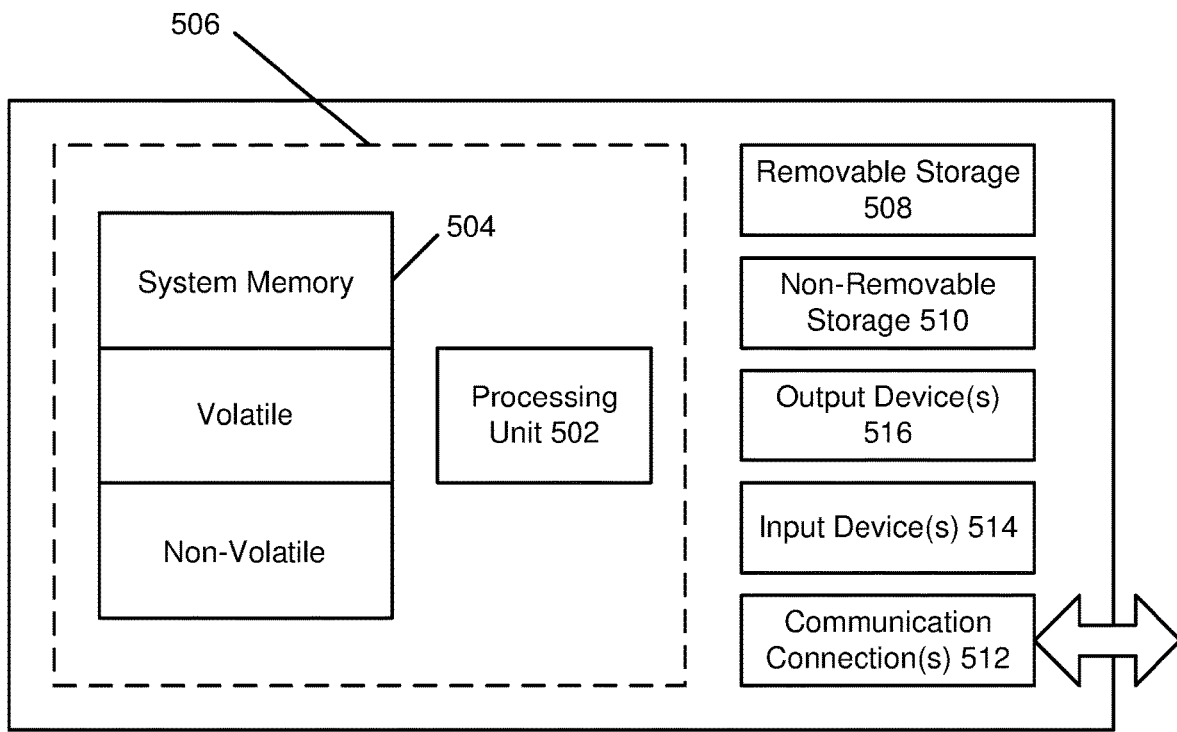 506
504
System Memory
Volatile
Non-Volatile
Processing
Unit 502
Removable Storage
508
Non-Removable
Storage 510
Output Device(s)
516
Input Device(s) 514
Communication
Connection(s) 512